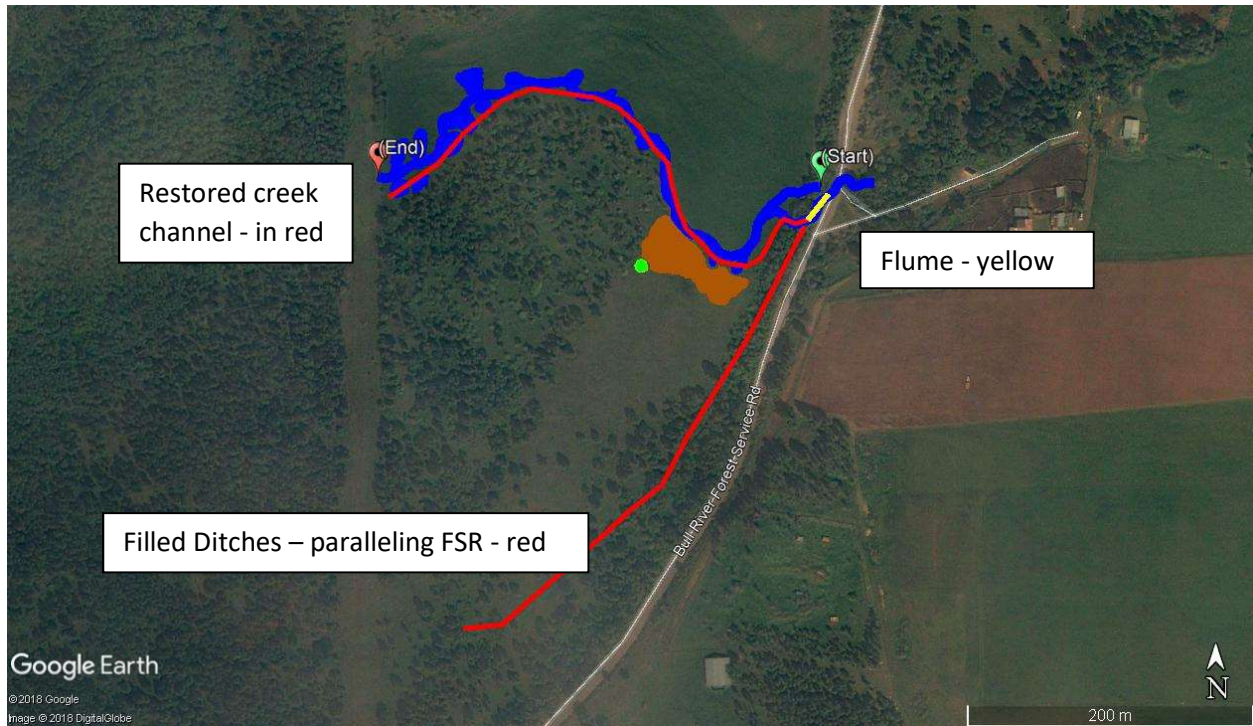 (End)
(Start)
Restored creek
channel - in red
Flume - yellow
Bull-River-Forest-Service-Rd
Filled Ditches – paralleling FSR - red
Google Earth
©2018 Google
Image © 2018 DigitalGlobe
N
200 m